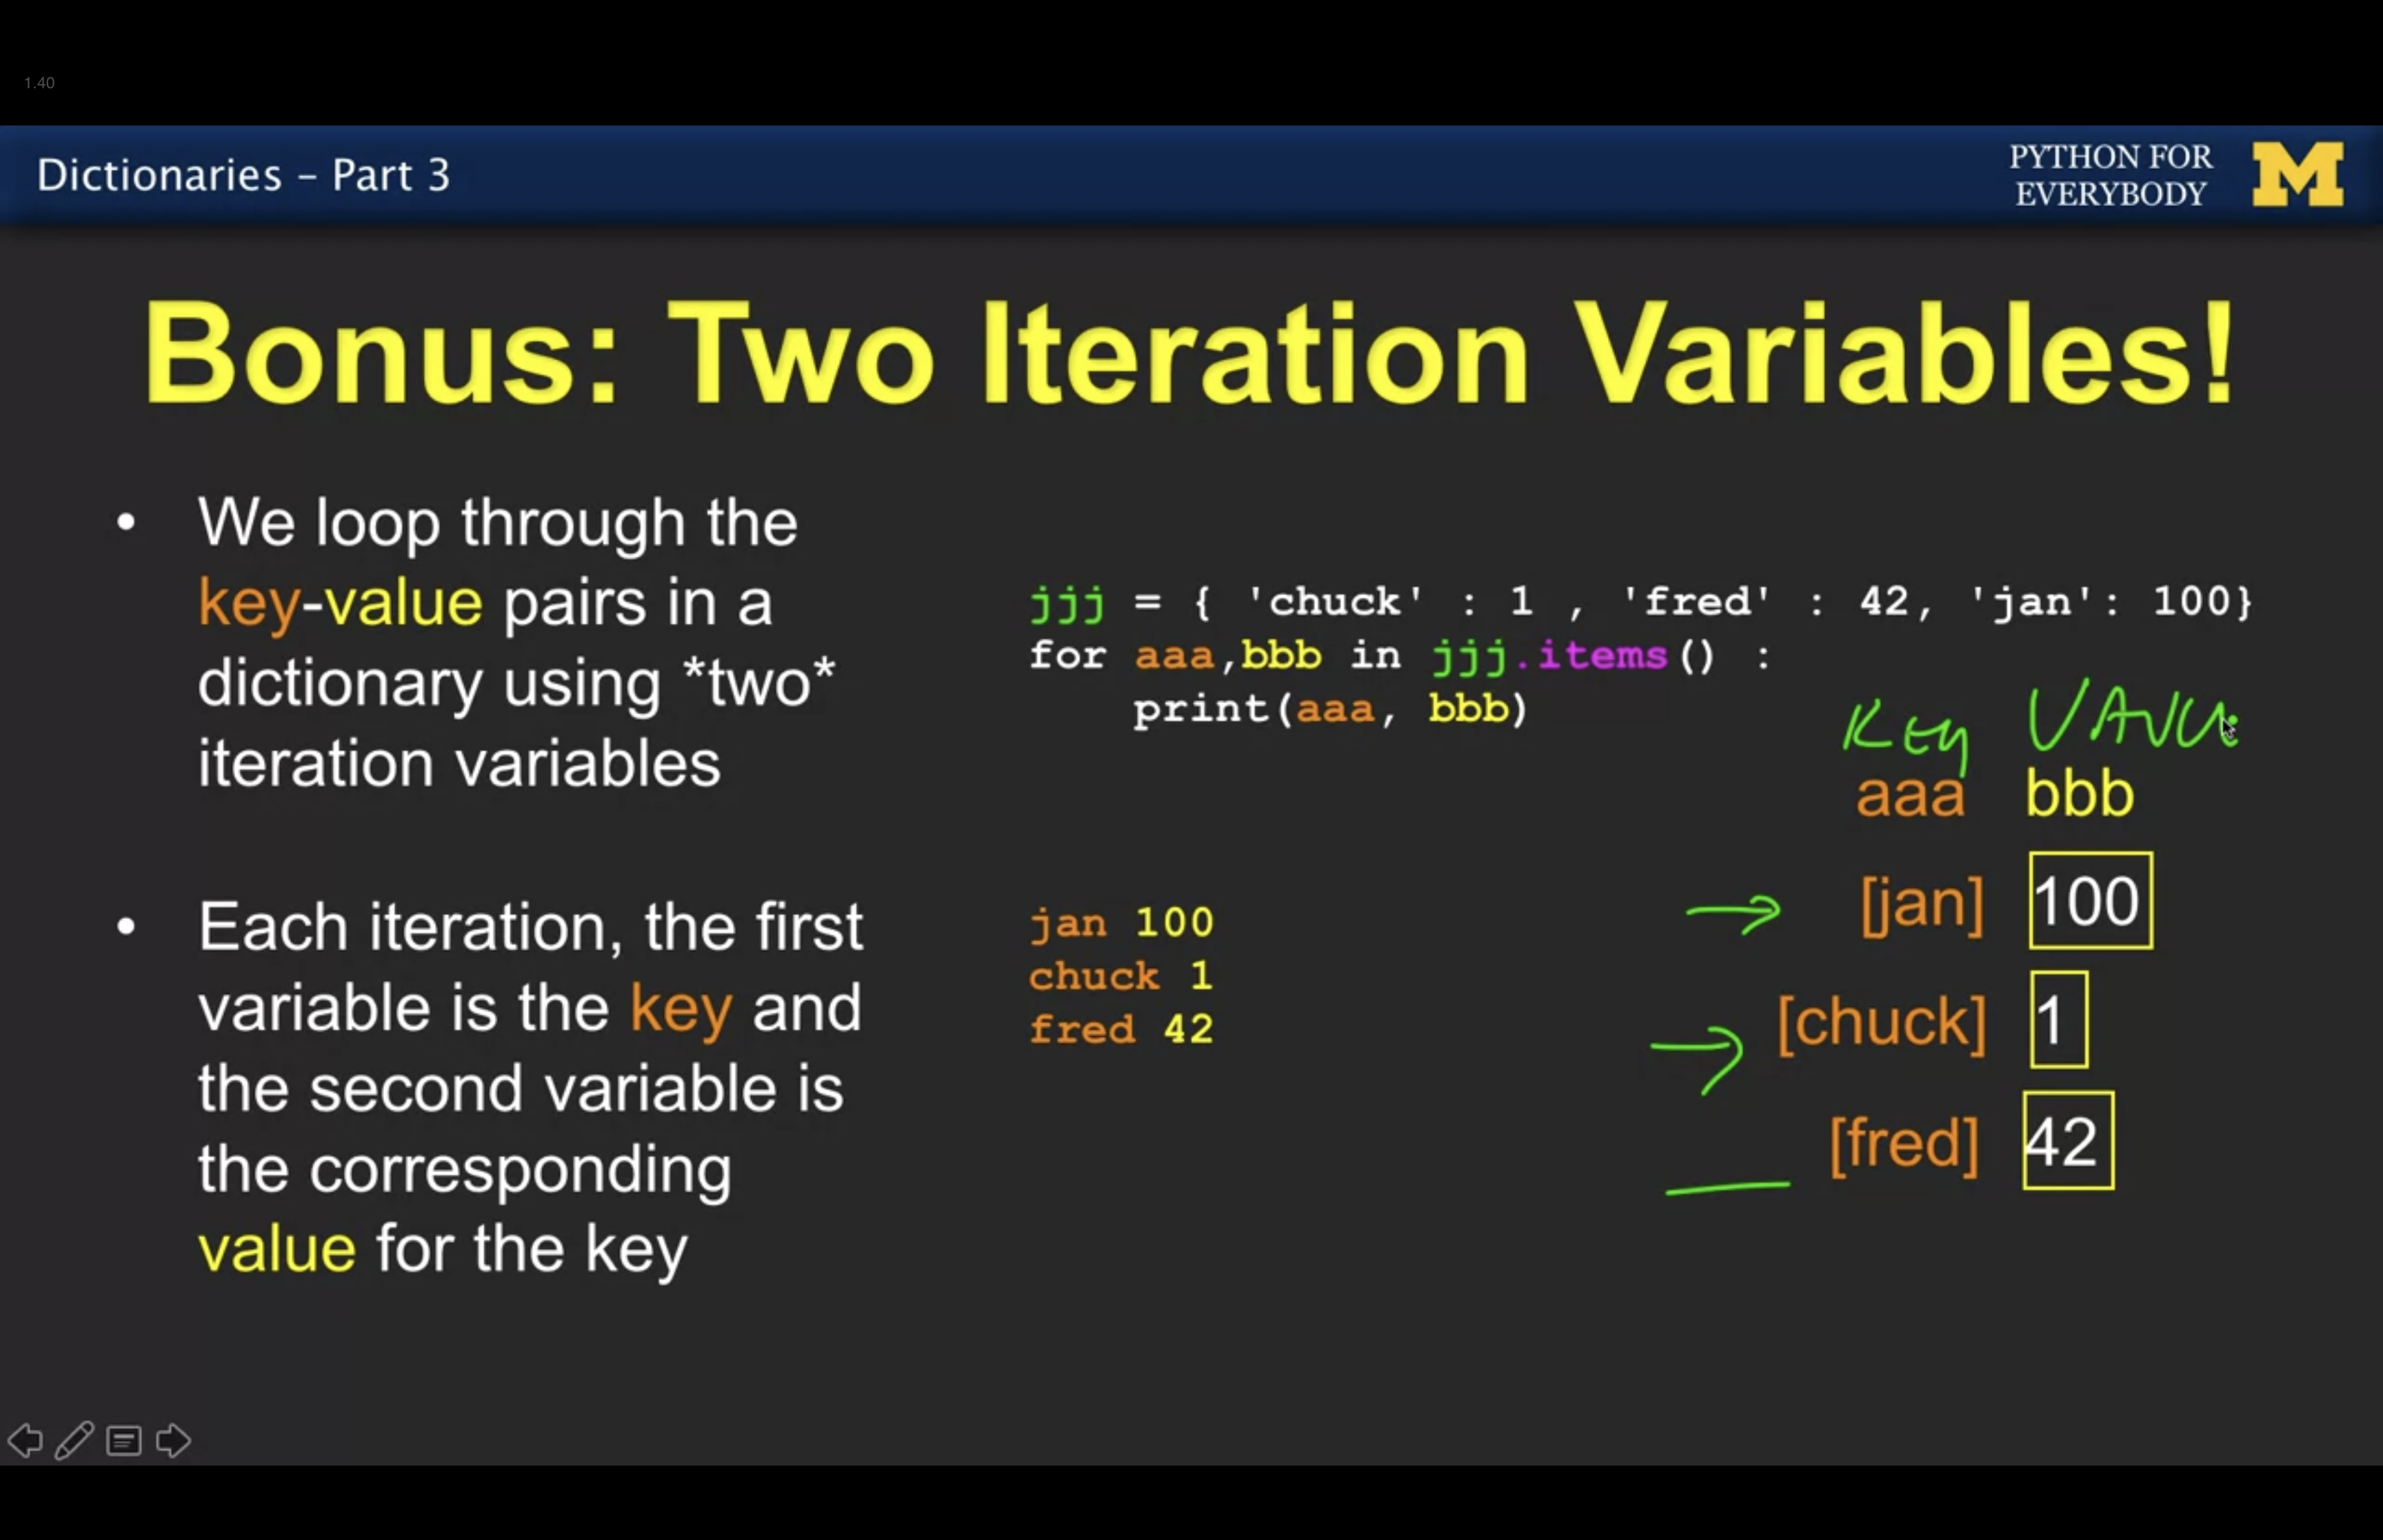 1.40
Dictionaries – Part 3
PYTHON FOR
EVERYBODY
M
Bonus: Two Iteration Variables!
• We loop through the
key-value pairs in a
dictionary using *two*
iteration variables
• Each iteration, the first
variable is the key and
the second variable is
the corresponding
value for the key
jjj = { 'chuck' : 1 , 'fred' : 42, 'jan': 100}
for aaa,bbb in jjj.items() :
    print(aaa, bbb)
jan 100
chuck 1
fred 42
Key
aaa bbb
[jan] 100
[chuck] 1
[fred] 42